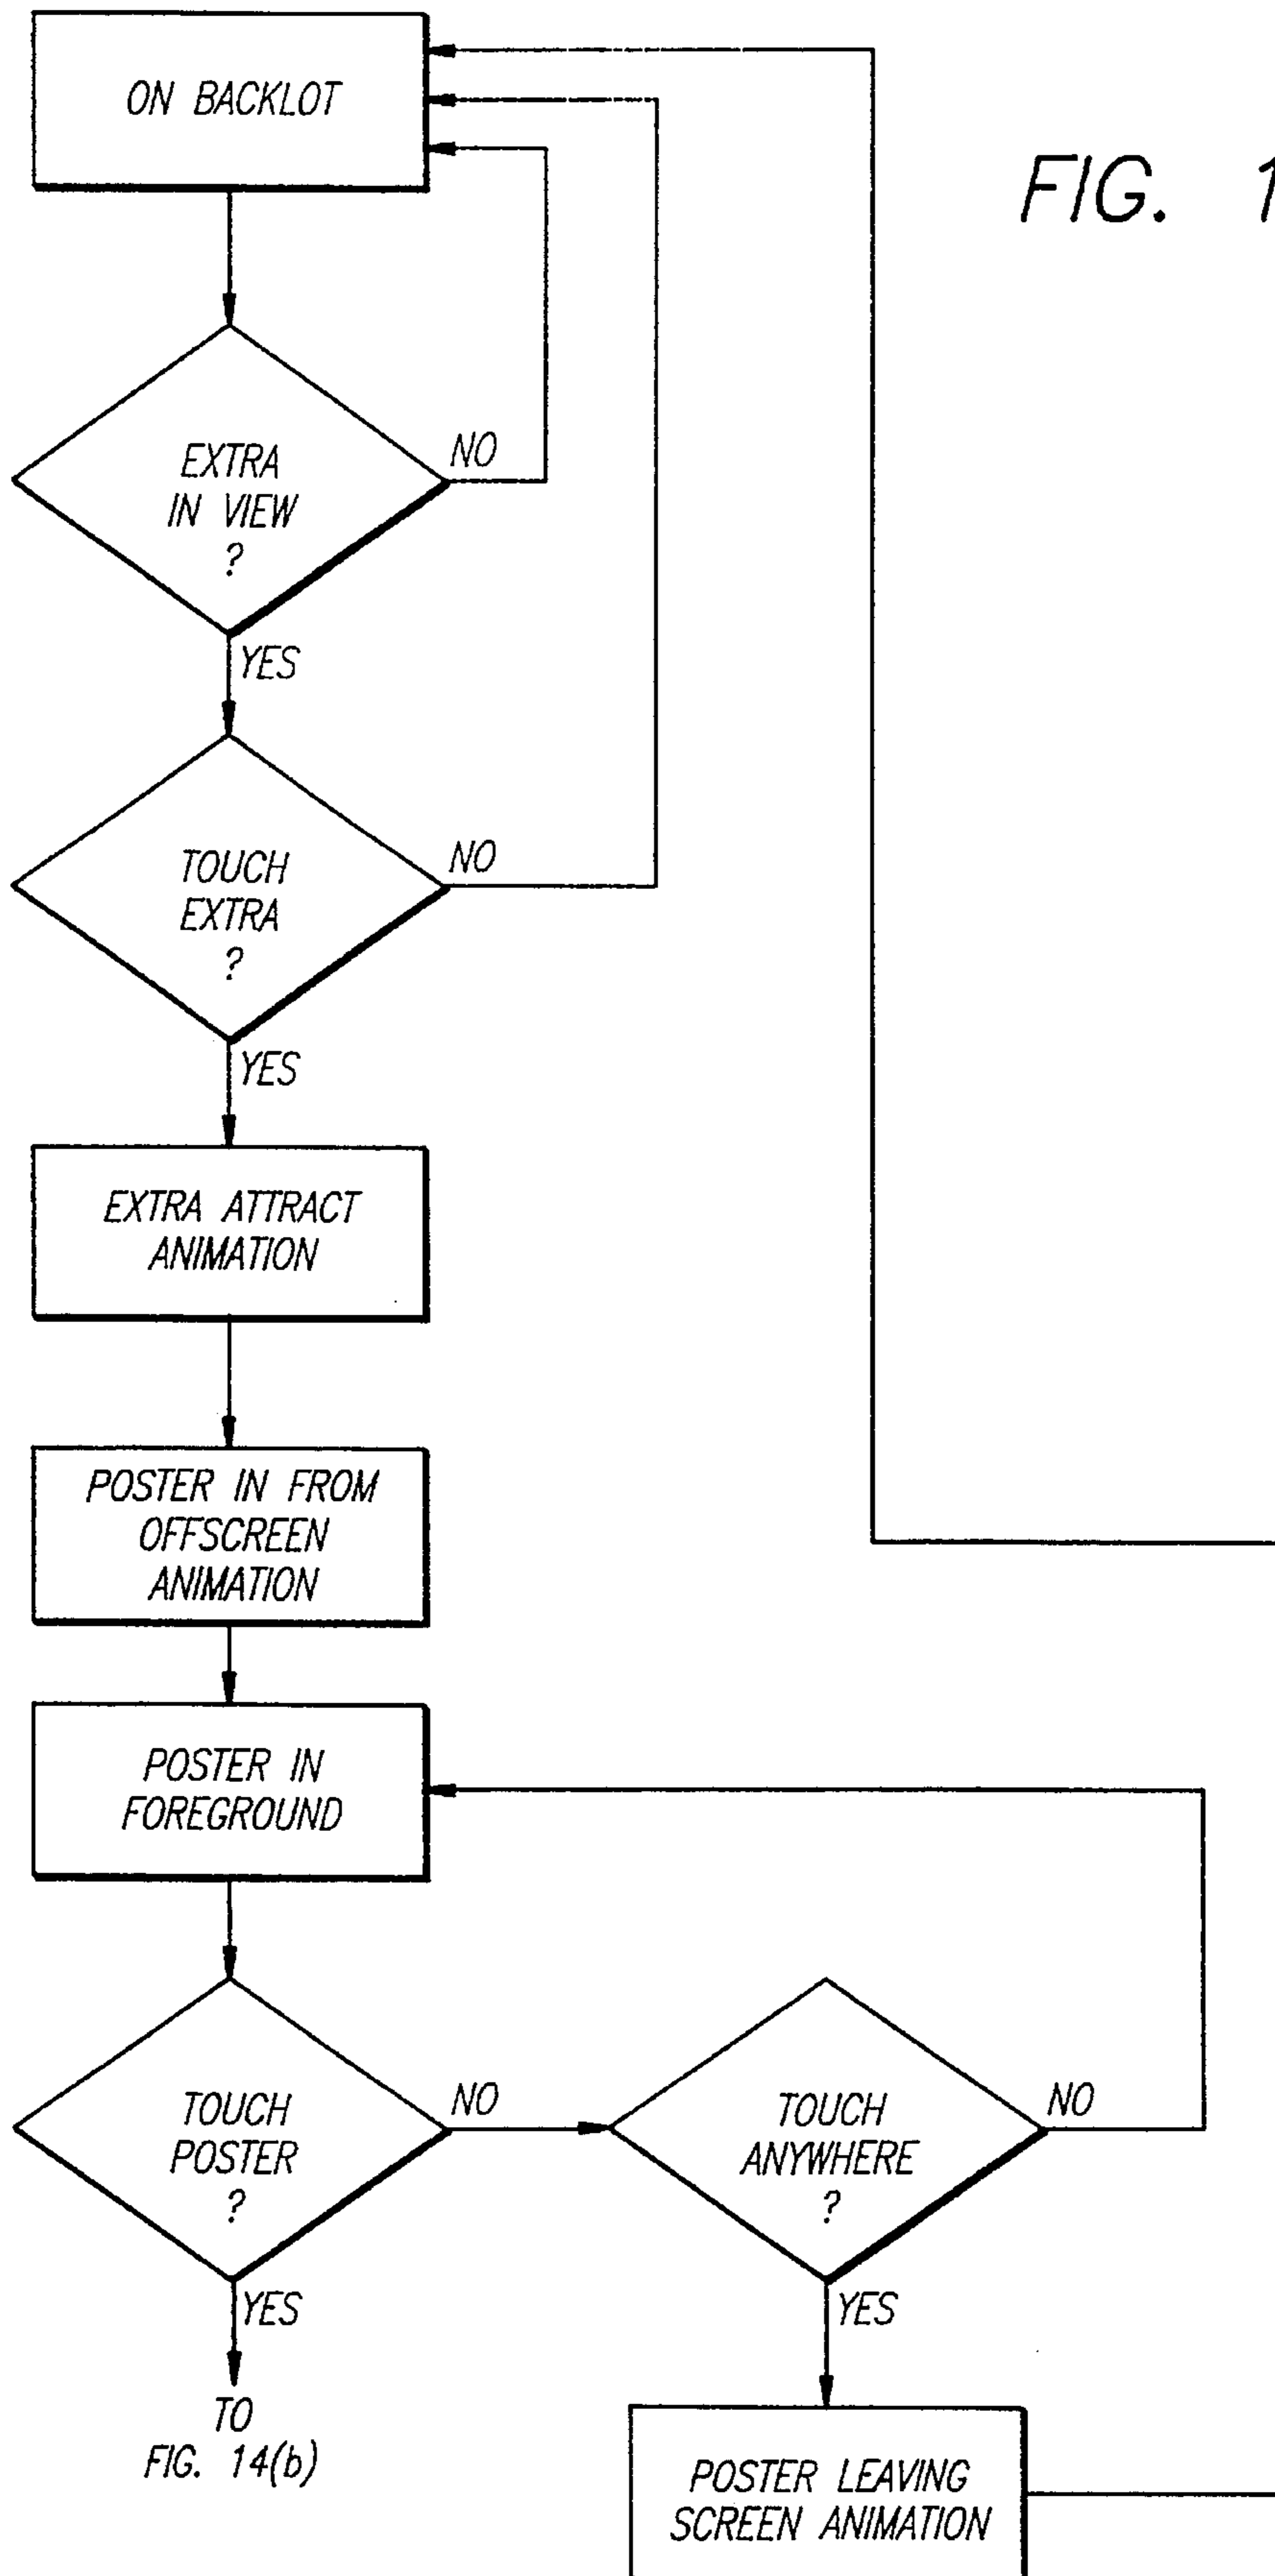 ON BACKLOT
FIG. 1
EXTRA
IN VIEW
?
NO
YES
TOUCH
EXTRA
?
NO
YES
EXTRA ATTRACT
ANIMATION
POSTER IN FROM
OFFSCREEN
ANIMATION
POSTER IN
FOREGROUND
TOUCH
POSTER
?
NO
YES
TOUCH
ANYWHERE
?
NO
YES
TO
FIG. 14(b)
POSTER LEAVING
SCREEN ANIMATION